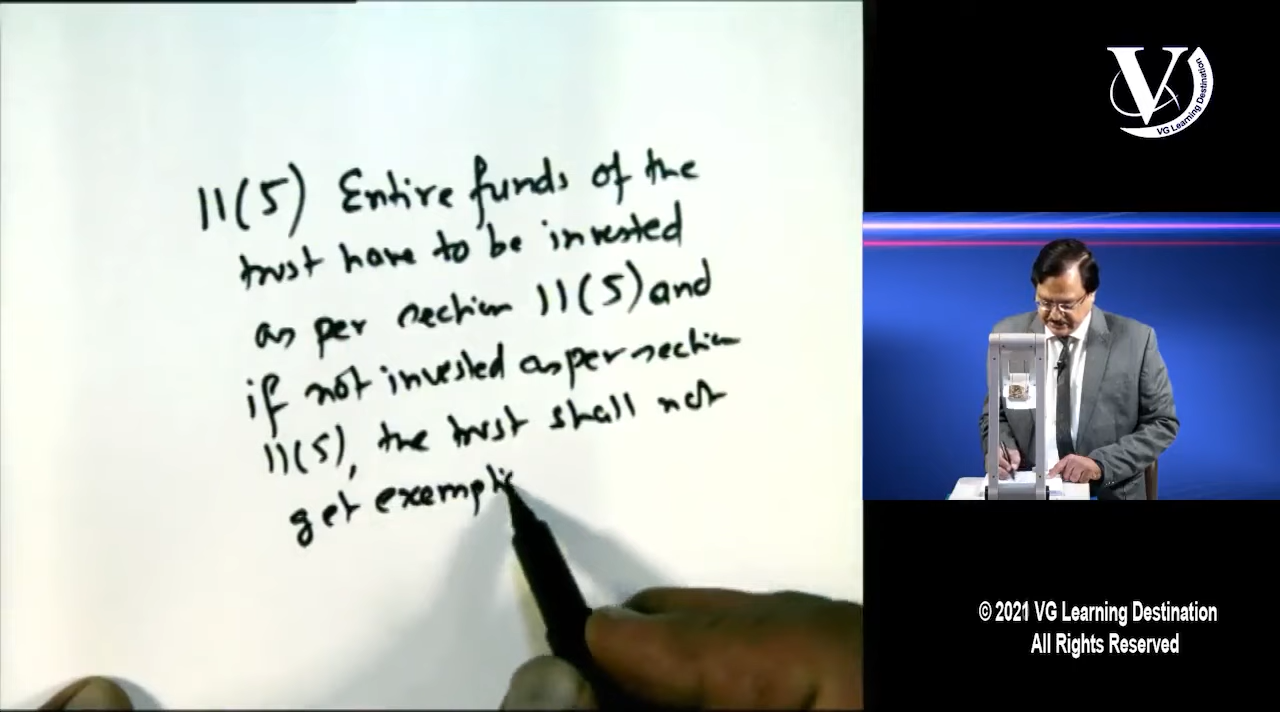 11(5) Entire funds of the
trust have to be invested
as per section 11(5) and
if not invested as per section
11(5), the trust shall not
get exemptio
V
VG Learning Destination
© 2021 VG Learning Destination
All Rights Reserved